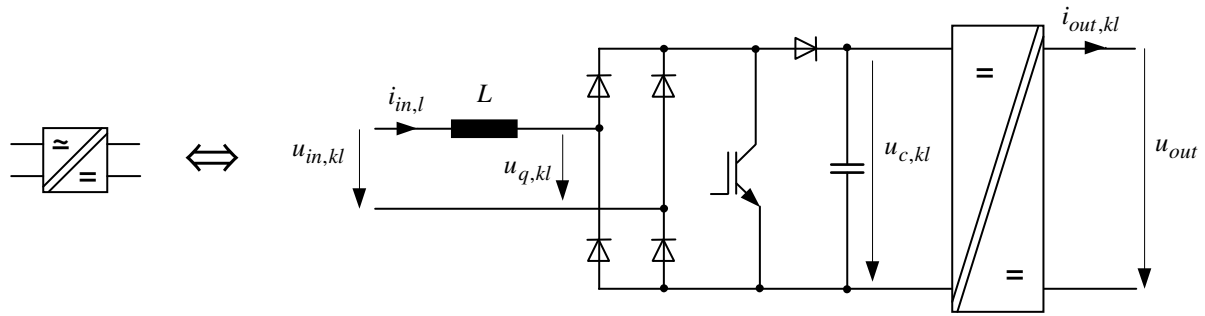 i_{out,kl}
i_{in,l}
L
=
u_{in,kl}
u_{q,kl}
u_{c,kl}
u_{out}
≃
=
=